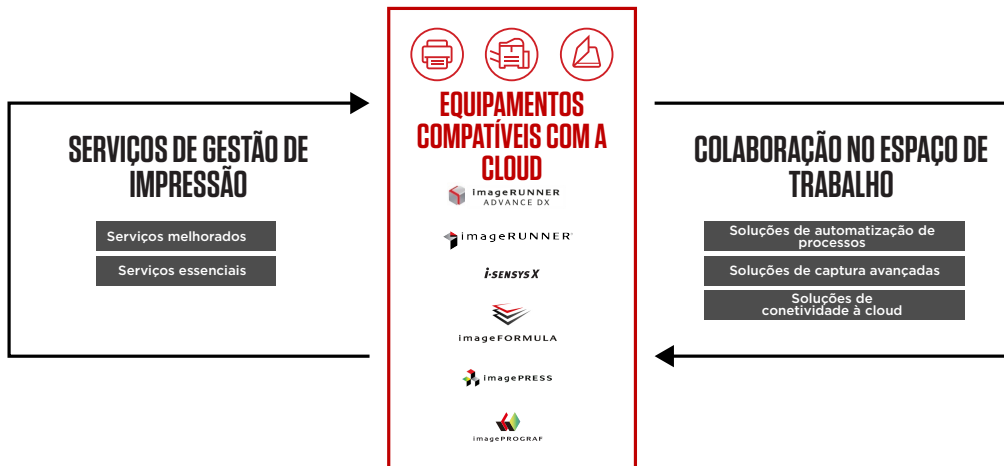 SERVIÇOS DE GESTÃO DE
IMPRESSÃO
Serviços melhorados
Serviços essenciais
EQUIPAMENTOS
COMPATÍVEIS COM A
CLOUD
imageRUNNER
ADVANCE DX
imageRUNNER
i-SENSYS X
imageFORMULA
imagePRESS
imagePROGRAF
COLABORAÇÃO NO ESPAÇO DE
TRABALHO
Soluções de automatização de
processos
Soluções de captura avançadas
Soluções de
conetividade à cloud